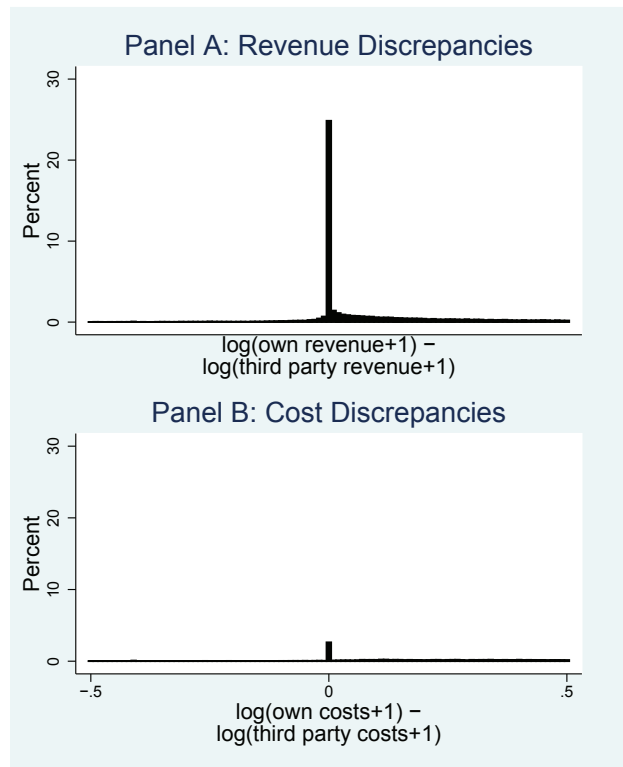 Panel A: Revenue Discrepancies
30
20
10
0
Percent
log(own revenue+1) −
log(third party revenue+1)
Panel B: Cost Discrepancies
30
20
10
0
Percent
−.5
0
.5
log(own costs+1) −
log(third party costs+1)